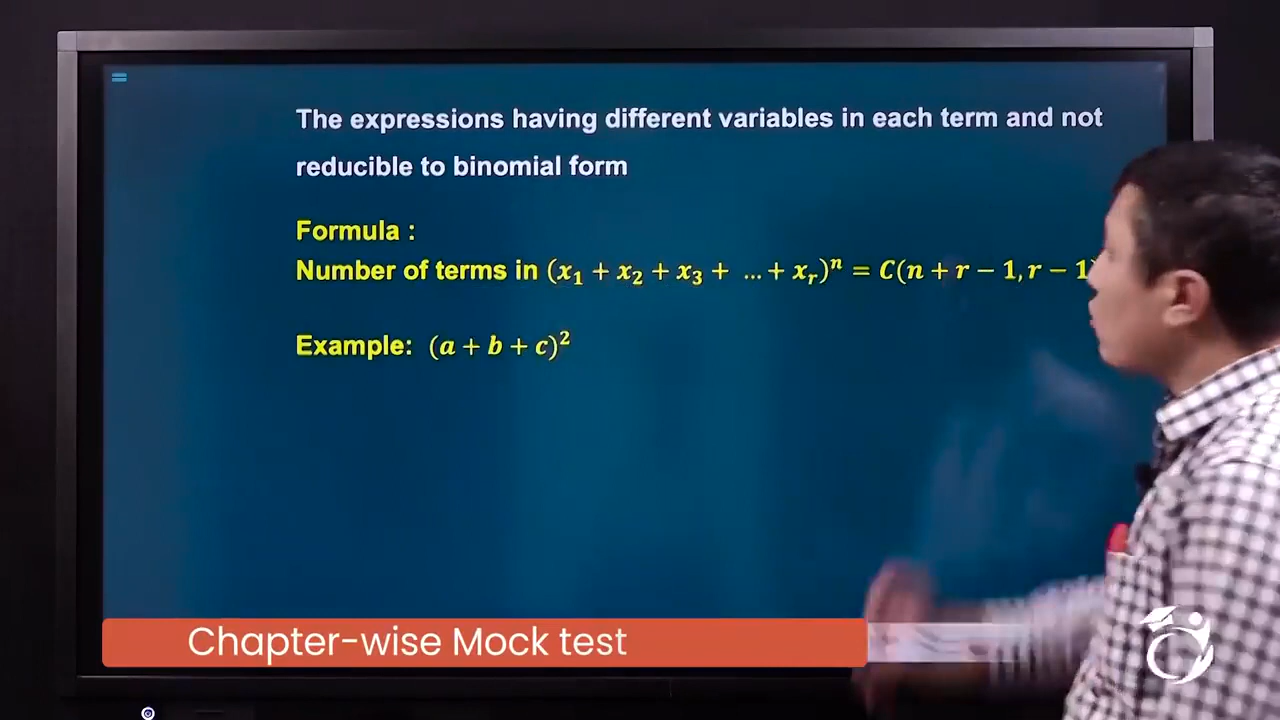 The expressions having different variables in each term and not
reducible to binomial form
Formula :
Number of terms in (x₁ + x₂ + x₃ + … + xᵣ)ⁿ = C(n + r − 1, r − 1)
Example: (a + b + c)²
Chapter-wise Mock test